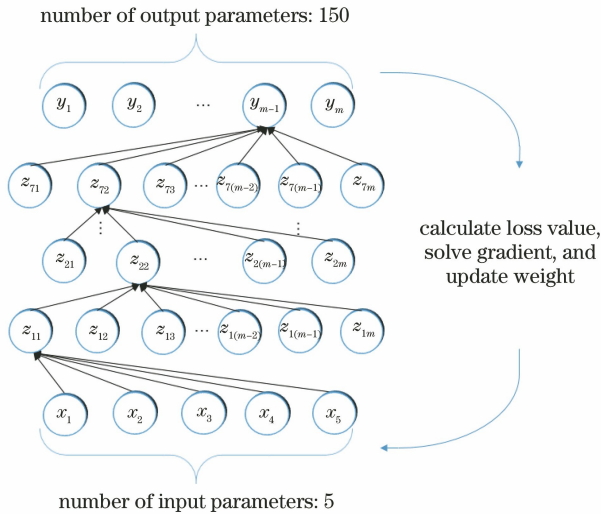 number of output parameters: 150
y₁ y₂ ... yₘ₋₁ yₘ
z₇₁ z₇₂ z₇₃ ... z₇₍ₘ₋₂₎ z₇₍ₘ₋₁₎ z₇ₘ
⋮ ⋮
z₂₁ z₂₂ ... z₂₍ₘ₋₁₎ z₂ₘ
calculate loss value,
solve gradient, and
update weight
z₁₁ z₁₂ z₁₃ ... z₁₍ₘ₋₂₎ z₁₍ₘ₋₁₎ z₁ₘ
x₁ x₂ x₃ x₄ x₅
number of input parameters: 5